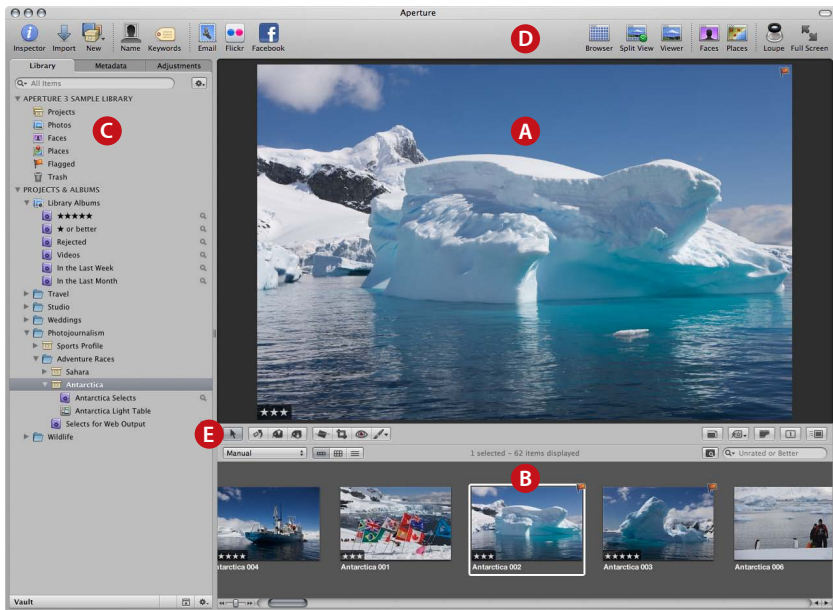 Aperture
Inspector Import New Name Keywords Email Flickr Facebook D Browser Split View Viewer Faces Places Loupe Full Screen
Library Metadata Adjustments
All Items
APERTURE 3 SAMPLE LIBRARY
Projects
Photos
Faces
Places
Flagged
Trash
C
PROJECTS & ALBUMS
Library Albums
★★★★★
★ or better
Rejected
Videos
In the Last Week
In the Last Month
Travel
Studio
Weddings
Photojournalism
Sports Profile
Adventure Races
Sahara
Antarctica
Antarctica Selects
Antarctica Light Table
Selects for Web Output
Wildlife
Vault
A
★★★
E
Manual 1 selected – 62 items displayed Unrated or Better
B
★★★★ ★★★ ★★★ ★★★★★
tarctica 004 Antarctica 001 Antarctica 002 Antarctica 003 Antarctica 006